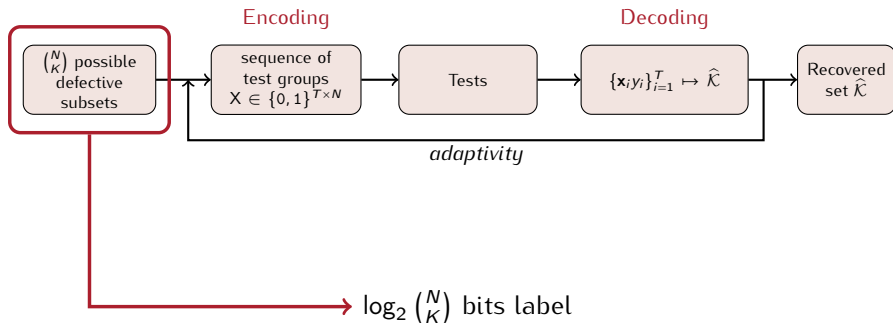 Encoding
Decoding
(N K) possible
defective
subsets
sequence of
test groups
X ∈ {0, 1}^{T×N}
Tests
{x_i y_i}_{i=1}^T ↦ K̂
Recovered
set K̂
adaptivity
log₂ (N K) bits label